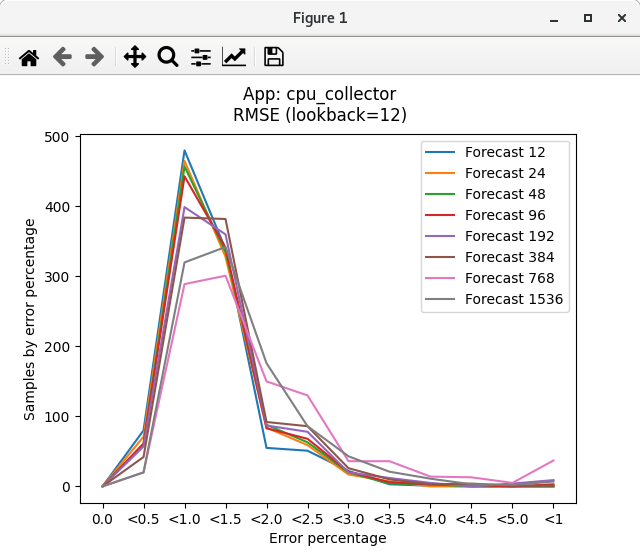 Figure 1
App: cpu_collector
RMSE (lookback=12)
500
400
300
200
100
0
Samples by error percentage
Forecast 12
Forecast 24
Forecast 48
Forecast 96
Forecast 192
Forecast 384
Forecast 768
Forecast 1536
0.0 <0.5 <1.0 <1.5 <2.0 <2.5 <3.0 <3.5 <4.0 <4.5 <5.0 <1
Error percentage